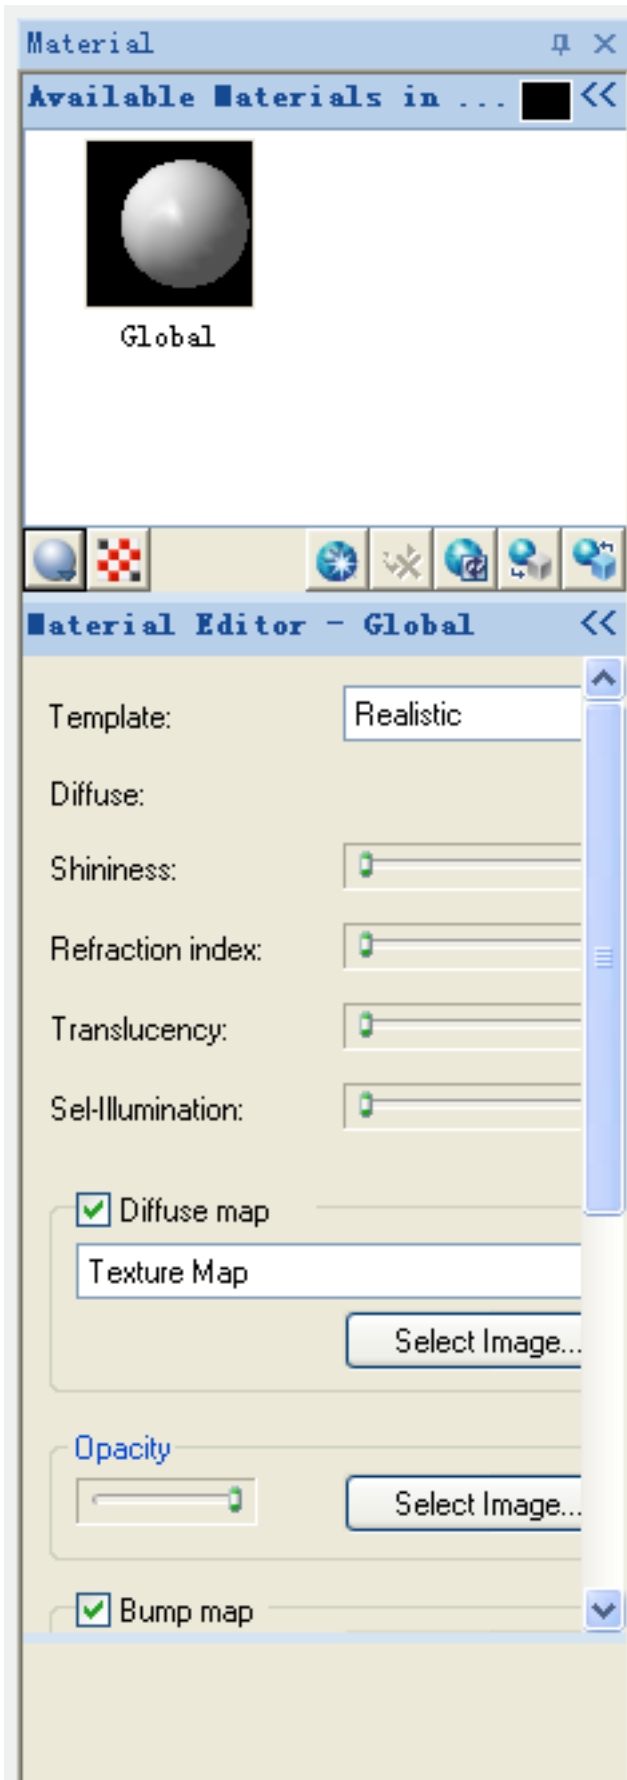 Material
Available Materials in ...
Global
Material Editor - Global
Template: Realistic
Diffuse:
Shininess:
Refraction index:
Translucency:
Sel-Illumination:
Diffuse map
Texture Map
Select Image...
Opacity
Select Image...
Bump map